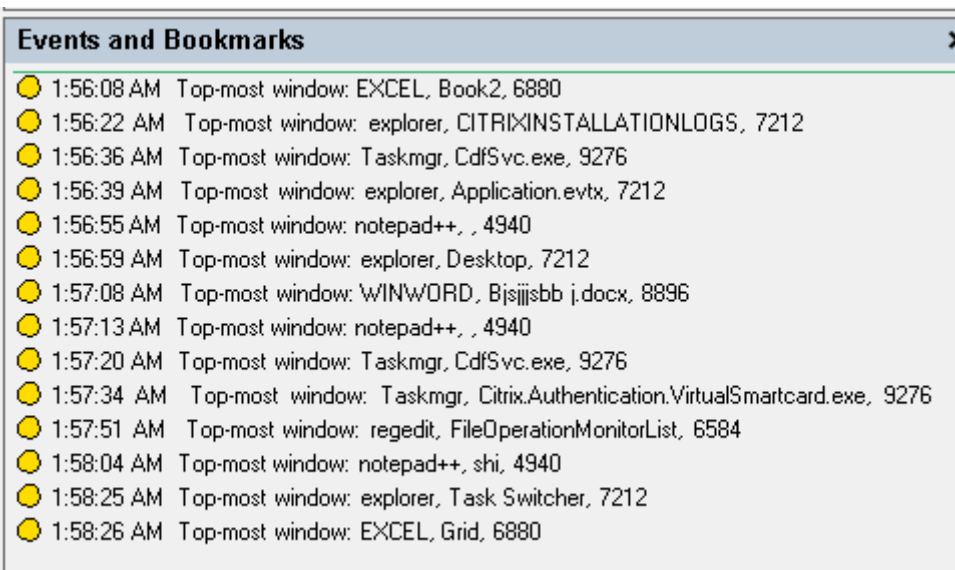 Events and Bookmarks
1:56:08 AM Top-most window: EXCEL, Book2, 6880
1:56:22 AM Top-most window: explorer, CITRIXINSTALLATIONLOGS, 7212
1:56:36 AM Top-most window: Taskmgr, CdfSvc.exe, 9276
1:56:39 AM Top-most window: explorer, Application.evtx, 7212
1:56:55 AM Top-most window: notepad++, , 4940
1:56:59 AM Top-most window: explorer, Desktop, 7212
1:57:08 AM Top-most window: WINWORD, Bjsjjjsbb j.docx, 8896
1:57:13 AM Top-most window: notepad++, , 4940
1:57:20 AM Top-most window: Taskmgr, CdfSvc.exe, 9276
1:57:34 AM Top-most window: Taskmgr, Citrix.Authentication.VirtualSmartcard.exe, 9276
1:57:51 AM Top-most window: regedit, FileOperationMonitorList, 6584
1:58:04 AM Top-most window: notepad++, shi, 4940
1:58:25 AM Top-most window: explorer, Task Switcher, 7212
1:58:26 AM Top-most window: EXCEL, Grid, 6880